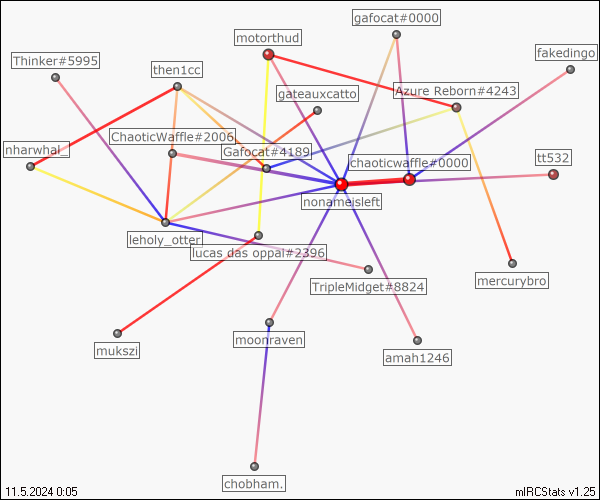 gafocat#0000
motorthud
fakedingo
Thinker#5995
then1cc
gateauxcatto
Azure Reborn#4243
ChaoticWaffle#2006
nharwhal_
Gafocat#4189
chaoticwaffle#0000
tt532
nonameisleft
leholy_otter
lucas das oppai#2396
TripleMidget#8824
mercurybro
moonraven
mukszi
amah1246
chobham.
11.5.2024 0:05
mIRCStats v1.25